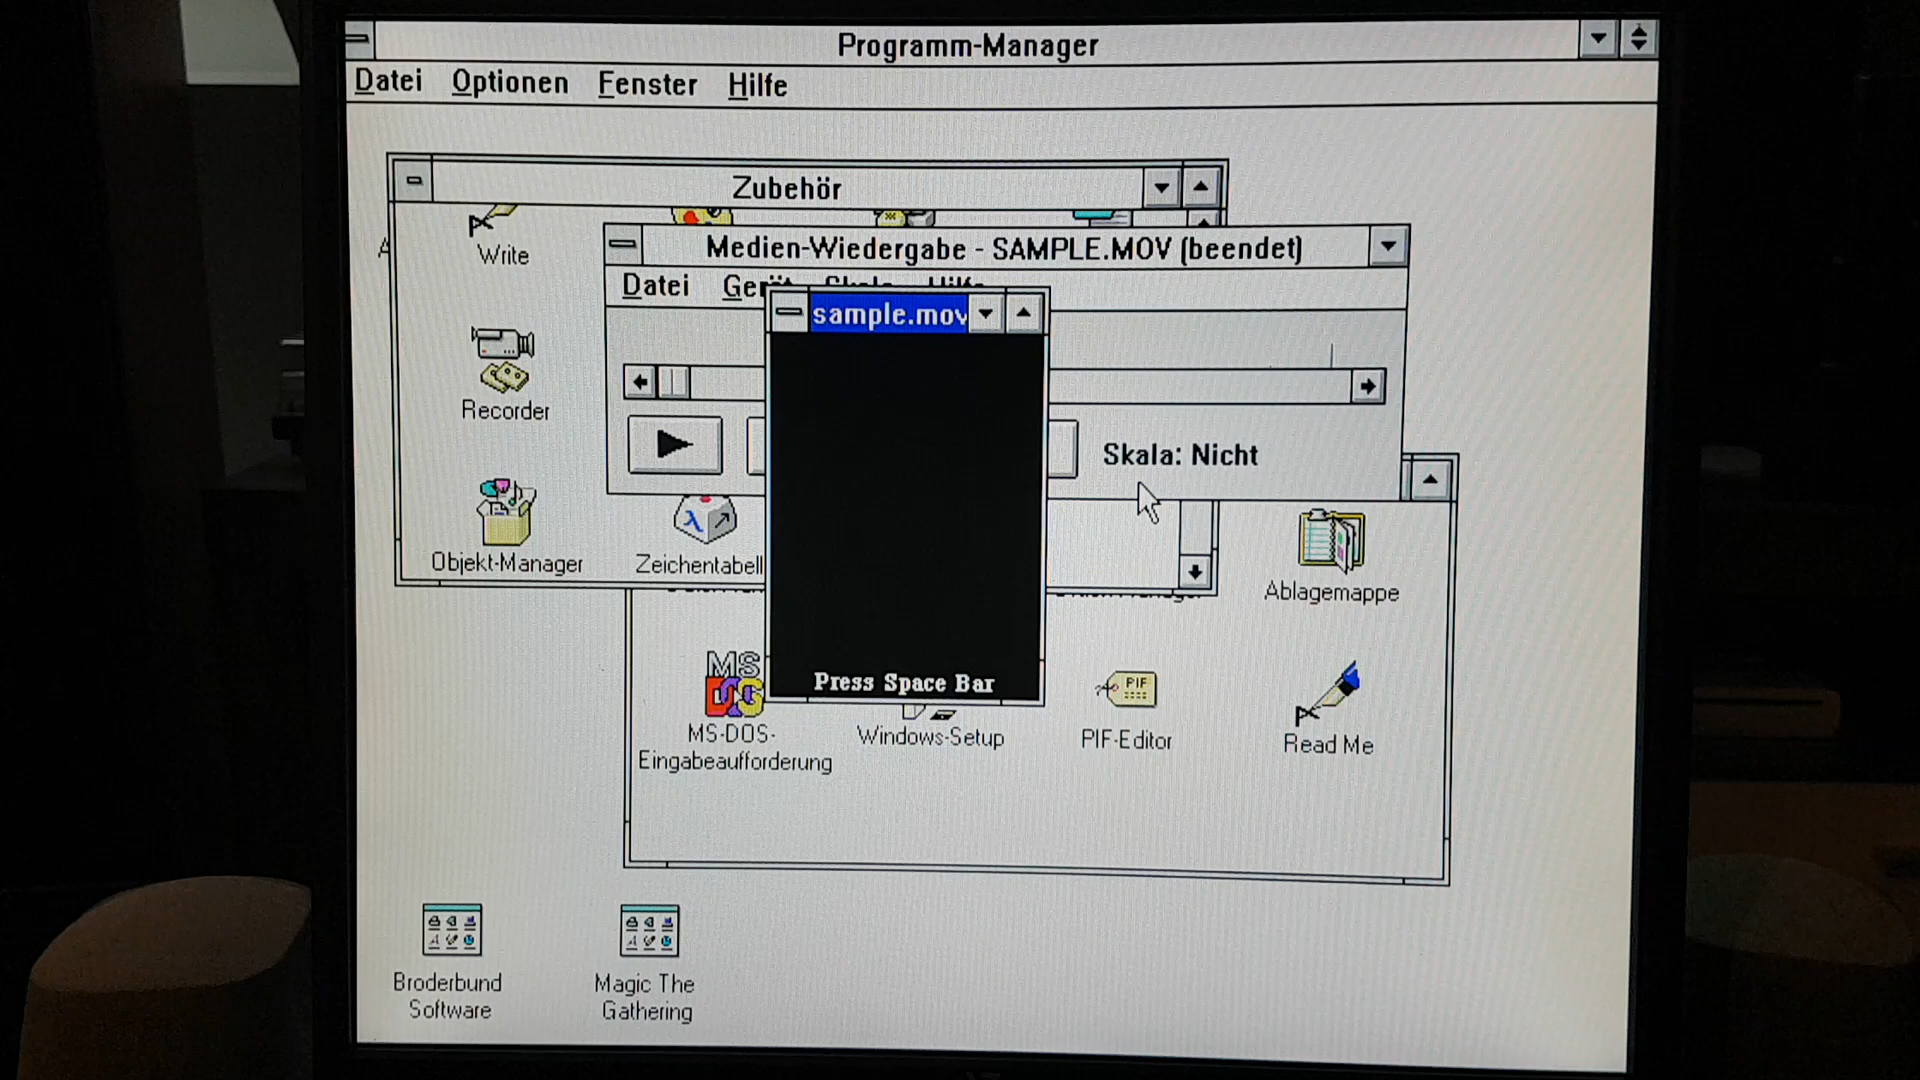 Programm-Manager
Datei Optionen Fenster Hilfe
Zubehör
Write
Medien-Wiedergabe - SAMPLE.MOV (beendet)
Datei
sample.mov
Recorder
Skala: Nicht
Objekt-Manager
Zeichentabell
Ablagemappe
Press Space Bar
MS-DOS-
Eingabeaufforderung
Windows-Setup
PIF
PIF-Editor
Read Me
Broderbund
Software
Magic The
Gathering